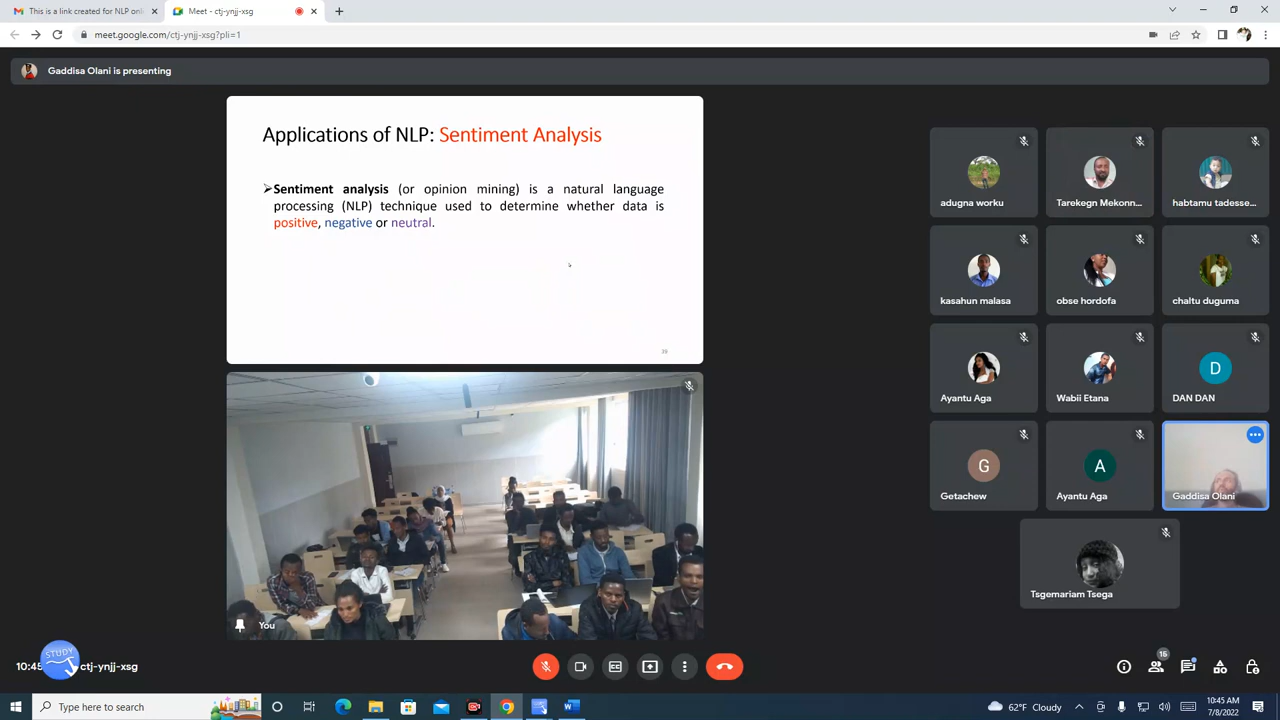 This is a link created for NLP onli
Meet - ctj-ynjj-xsg
meet.google.com/ctj-ynjj-xsg?pli=1
Gaddisa Olani is presenting
Applications of NLP: Sentiment Analysis
➢Sentiment analysis (or opinion mining) is a natural language
processing (NLP) technique used to determine whether data is
positive, negative or neutral.
39
You
adugna worku
Tarekegn Mekonn...
habtamu tadesse...
kasahun malasa
obse hordofa
chaltu duguma
Ayantu Aga
Wabii Etana
D
DAN DAN
G
Getachew
A
Ayantu Aga
Gaddisa Olani
Tsgemariam Tsega
STUDY
ctj-ynjj-xsg
CC
16
Type here to search
62°F Cloudy
10:45 AM
7/8/2022